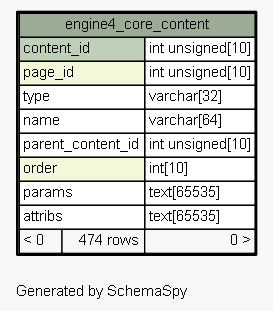 engine4_core_content
content_id int unsigned[10]
page_id int unsigned[10]
type varchar[32]
name varchar[64]
parent_content_id int unsigned[10]
order int[10]
params text[65535]
attribs text[65535]
< 0 474 rows 0 >
Generated by SchemaSpy